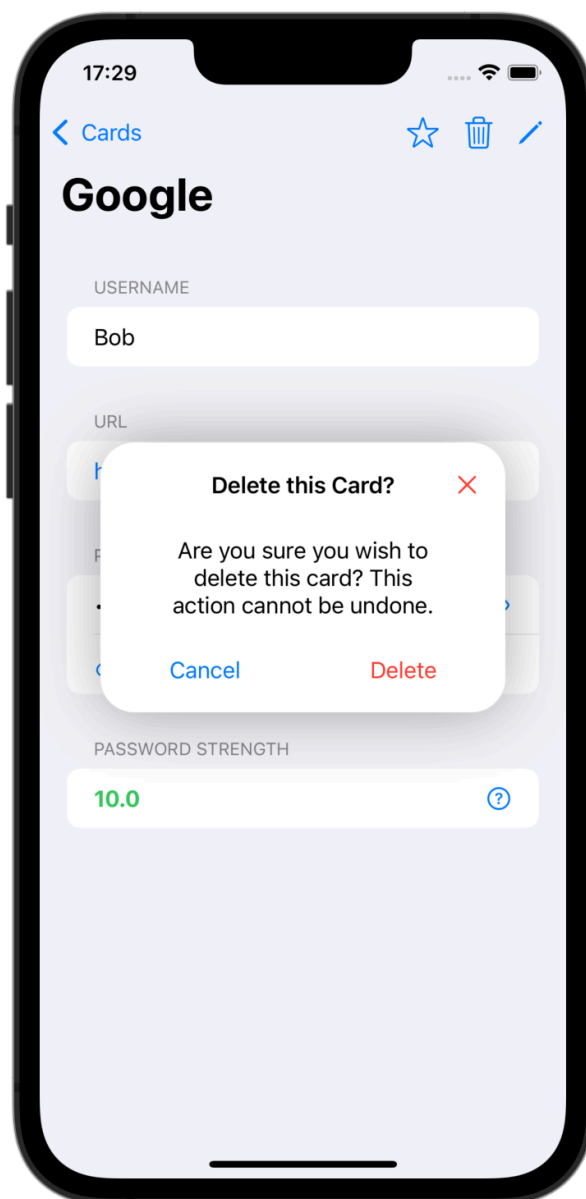 17:29
Cards
Google
USERNAME
Bob
URL
Delete this Card?
Are you sure you wish to
delete this card? This
action cannot be undone.
Cancel
Delete
PASSWORD STRENGTH
10.0